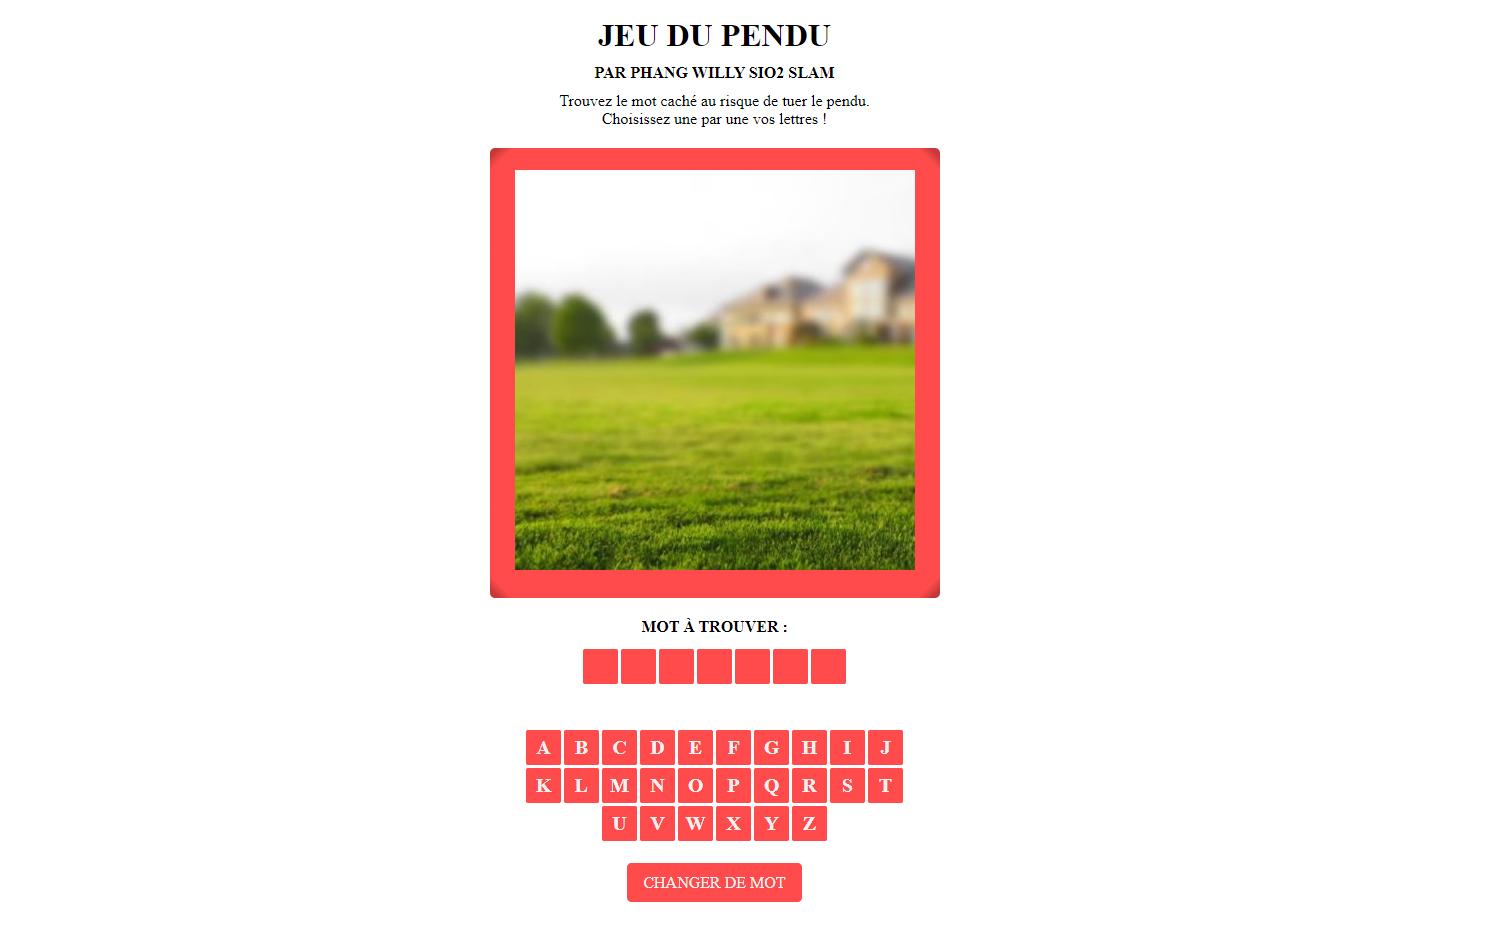 JEU DU PENDU
PAR PHANG WILLY SIO2 SLAM
Trouvez le mot caché au risque de tuer le pendu.
Choisissez une par une vos lettres !
MOT À TROUVER :
A B C D E F G H I J
K L M N O P Q R S T
U V W X Y Z
CHANGER DE MOT